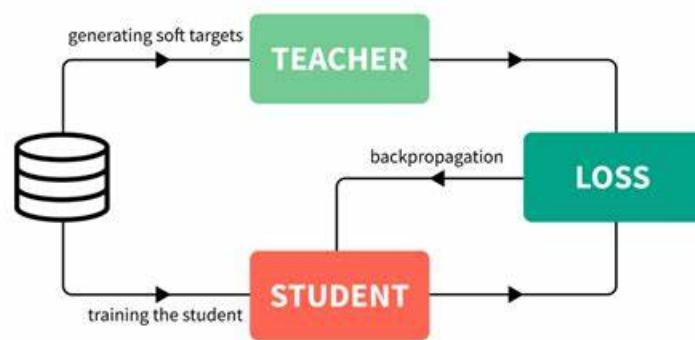 generating soft targets
TEACHER
backpropagation
LOSS
STUDENT
training the student